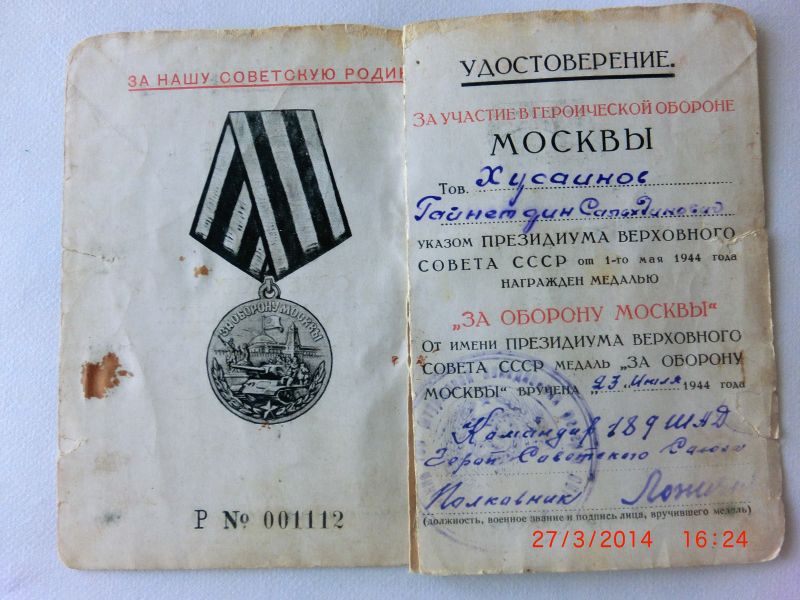 ЗА НАШУ СОВЕТСКУЮ РОДИН
ЗА ОБОРОНУ МОСКВЫ
Р № 001112
УДОСТОВЕРЕНИЕ.
ЗА УЧАСТИЕ В ГЕРОИЧЕСКОЙ ОБОРОНЕ
МОСКВЫ
Тов. Хусаинов
Гайнетдин
УКАЗОМ ПРЕЗИДИУМА ВЕРХОВНОГО
СОВЕТА СССР от 1-го мая 1944 года
НАГРАЖДЕН МЕДАЛЬЮ
„ЗА ОБОРОНУ МОСКВЫ“
От имени ПРЕЗИДИУМА ВЕРХОВНОГО
СОВЕТА СССР медаль „ЗА ОБОРОНУ
МОСКВЫ“ вручена „23“ Июля 1944 года
Командир 189 ШАД
Герой Советского Союза
Полковник
(должность, военное звание и подпись лица, вручившего медаль)
27/3/2014 16:24